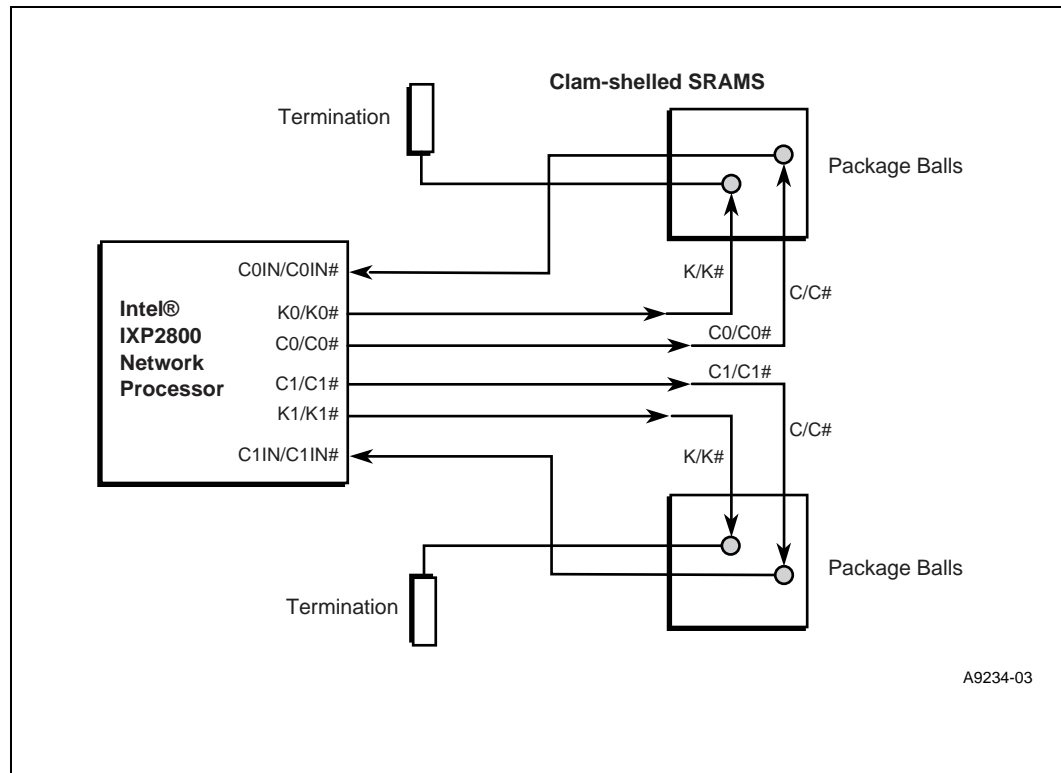 Clam-shelled SRAMS
Termination
Package Balls
C0IN/C0IN#
K/K#
C/C#
Intel®
IXP2800
Network
Processor
K0/K0#
C0/C0#
C0/C0#
C1/C1#
C1/C1#
K1/K1#
C/C#
C1IN/C1IN#
K/K#
Package Balls
Termination
A9234-03